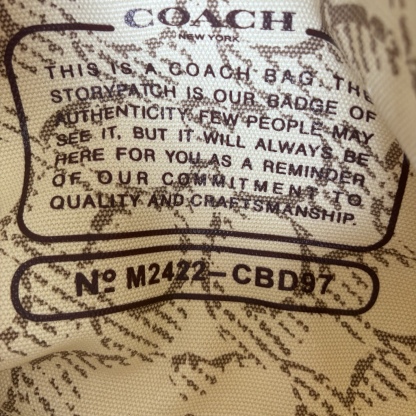 COACH
NEW YORK
THIS IS A COACH BAG. THE
STORYPATCH IS OUR BADGE OF
AUTHENTICITY FEW PEOPLE MAY
SEE IT, BUT IT WILL ALWAYS BE
HERE FOR YOU AS A REMINDER
OF OUR COMMITMENT TO
QUALITY AND CRAFTSMANSHIP.
Nº M2422-CBD97